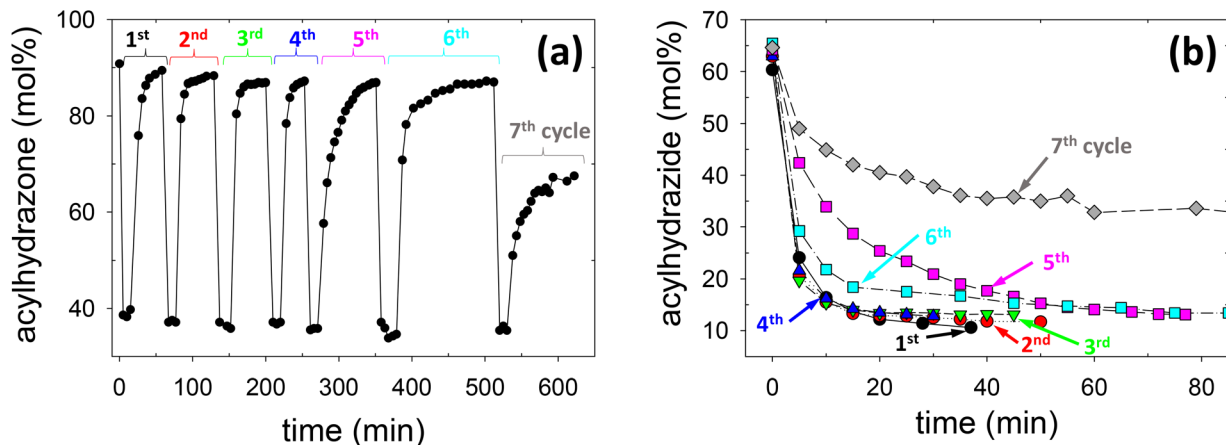 (a)
acylhydrazone (mol%)
100
80
60
40
1st 2nd 3rd 4th 5th 6th
7th cycle
0 100 200 300 400 500 600
time (min)
(b)
acylhydrazide (mol%)
70
60
50
40
30
20
10
7th cycle
6th
5th
4th
3rd
2nd
1st
0 20 40 60 80
time (min)